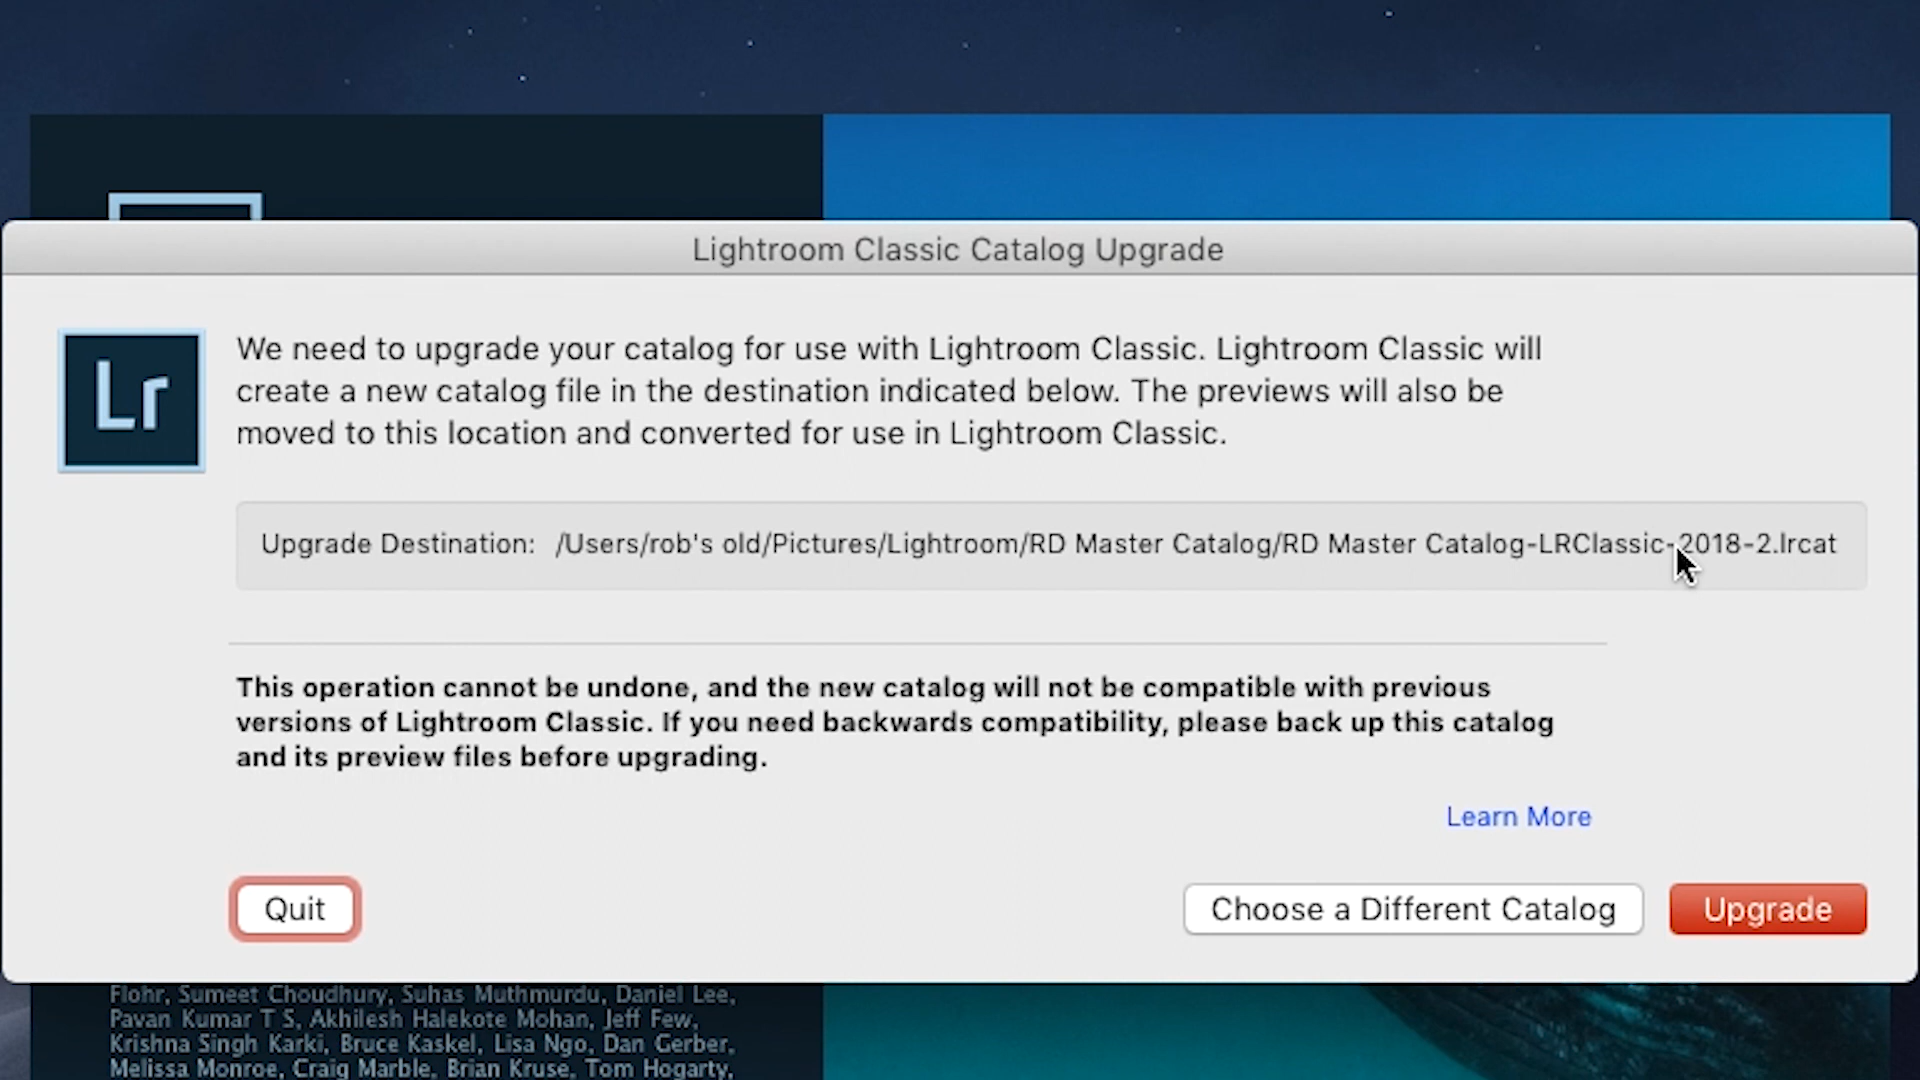 Lightroom Classic Catalog Upgrade
Lr
We need to upgrade your catalog for use with Lightroom Classic. Lightroom Classic will
create a new catalog file in the destination indicated below. The previews will also be
moved to this location and converted for use in Lightroom Classic.
Upgrade Destination: /Users/rob's old/Pictures/Lightroom/RD Master Catalog/RD Master Catalog-LRClassic-2018-2.lrcat
This operation cannot be undone, and the new catalog will not be compatible with previous
versions of Lightroom Classic. If you need backwards compatibility, please back up this catalog
and its preview files before upgrading.
Learn More
Quit
Choose a Different Catalog
Upgrade
Flohr, Sumeet Choudhury, Suhas Muthmurdu, Daniel Lee,
Pavan Kumar T S, Akhilesh Halekote Mohan, Jeff Few,
Krishna Singh Karki, Bruce Kaskel, Lisa Ngo, Dan Gerber,
Melissa Monroe, Craig Marble, Brian Kruse, Tom Hogarty,